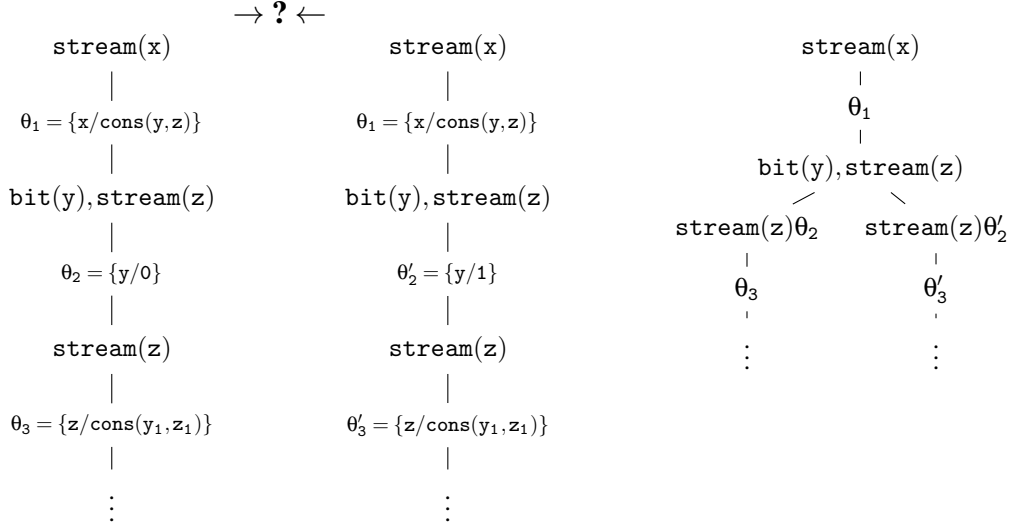 → ? ←
stream(x)
θ₁ = {x/cons(y,z)}
bit(y),stream(z)
θ₂ = {y/0}
stream(z)
θ₃ = {z/cons(y₁,z₁)}
⋮
stream(x)
θ₁ = {x/cons(y,z)}
bit(y),stream(z)
θ′₂ = {y/1}
stream(z)
θ′₃ = {z/cons(y₁,z₁)}
⋮
stream(x)
θ₁
bit(y),stream(z)
stream(z)θ₂ stream(z)θ′₂
θ₃ θ′₃
⋮ ⋮